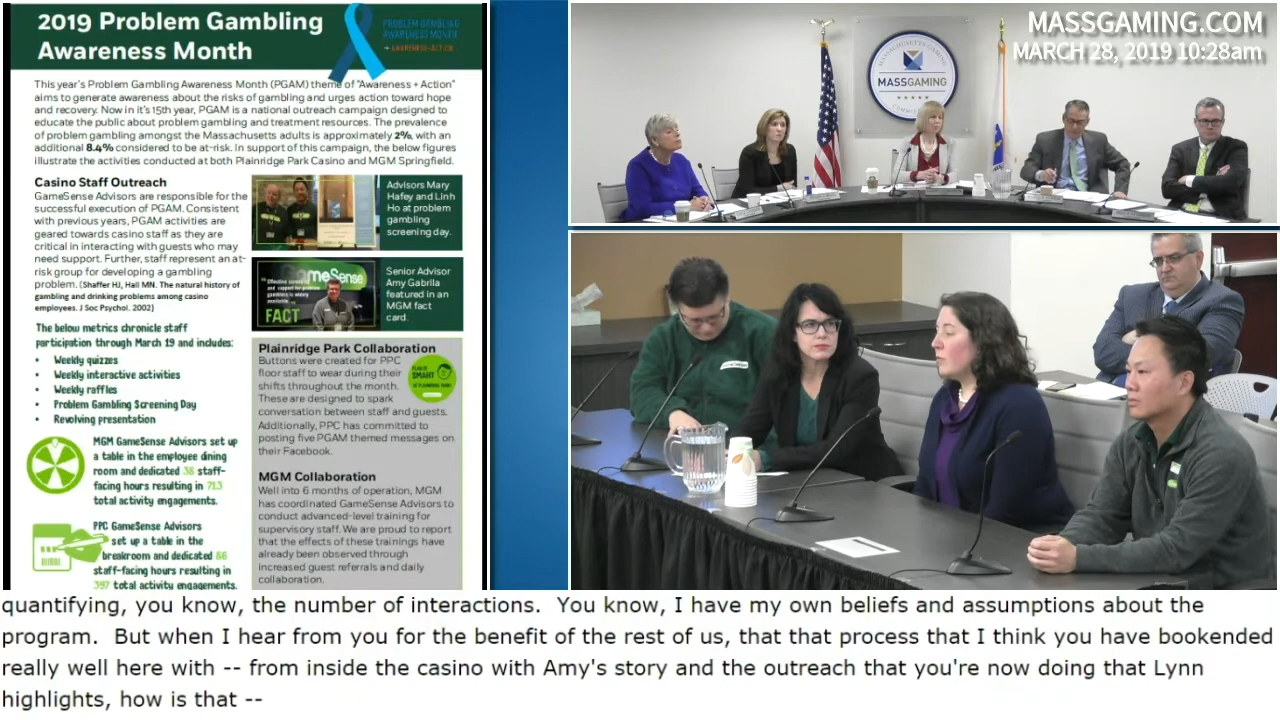 2019 Problem Gambling
Awareness Month
PROBLEM GAMBLING
AWARENESS MONTH
AWARENESS + ACTION
This year's Problem Gambling Awareness Month (PGAM) theme of "Awareness + Action"
aims to generate awareness about the risks of gambling and urges action toward hope
and recovery. Now in it's 15th year, PGAM is a national outreach campaign designed to
educate the public about problem gambling and treatment resources. The prevalence
of problem gambling amongst the Massachusetts adults is approximately 2%, with an
additional 8.4% considered to be at-risk. In support of this campaign, the below figures
illustrate the activities conducted at both Plainridge Park Casino and MGM Springfield.
Casino Staff Outreach
GameSense Advisors are responsible for the
successful execution of PGAM. Consistent
with previous years, PGAM activities are
geared towards casino staff as they are
critical in interacting with guests who may
need support. Further, staff represent an at-
risk group for developing a gambling
problem. (Shaffer HJ, Hall MN. The natural history of
gambling and drinking problems among casino
employees. J Soc Psychol. 2002)
The below metrics chronicle staff
participation through March 19 and includes:
• Weekly quizzes
• Weekly interactive activities
• Weekly raffles
• Problem Gambling Screening Day
• Revolving presentation
MGM GameSense Advisors set up
a table in the employee dining
room and dedicated 38 staff-
facing hours resulting in 713
total activity engagements.
PPC GameSense Advisors
set up a table in the
breakroom and dedicated 86
staff-facing hours resulting in
397 total activity engagements.
Advisors Mary
Hafey and Linh
Ho at problem
gambling
screening day.
GameSense
FACT
Senior Advisor
Amy Gabrila
featured in an
MGM fact
card.
Plainridge Park Collaboration
Buttons were created for PPC
floor staff to wear during their
shifts throughout the month.
These are designed to spark
conversation between staff and guests.
Additionally, PPC has committed to
posting five PGAM themed messages on
their Facebook.
PLAY IT
SMART
MGM Collaboration
Well into 6 months of operation, MGM
has coordinated GameSense Advisors to
conduct advanced-level training for
supervisory staff. We are proud to report
that the effects of these trainings have
already been observed through
increased guest referrals and daily
collaboration.
MASSACHUSETTS GAMING
MASSGAMING
MASSGAMING.COM
MARCH 28, 2019 10:28am
quantifying, you know, the number of interactions. You know, I have my own beliefs and assumptions about the
program. But when I hear from you for the benefit of the rest of us, that that process that I think you have bookended
really well here with -- from inside the casino with Amy's story and the outreach that you're now doing that Lynn
highlights, how is that --